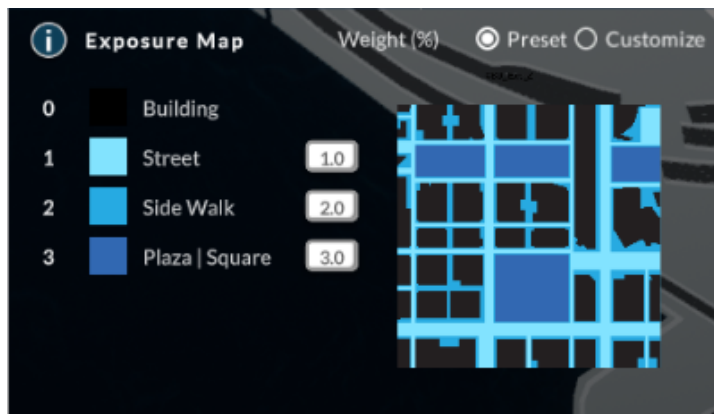 i Exposure Map Weight (%) Preset Customize
0 Building
1 Street 1.0
2 Side Walk 2.0
3 Plaza | Square 3.0